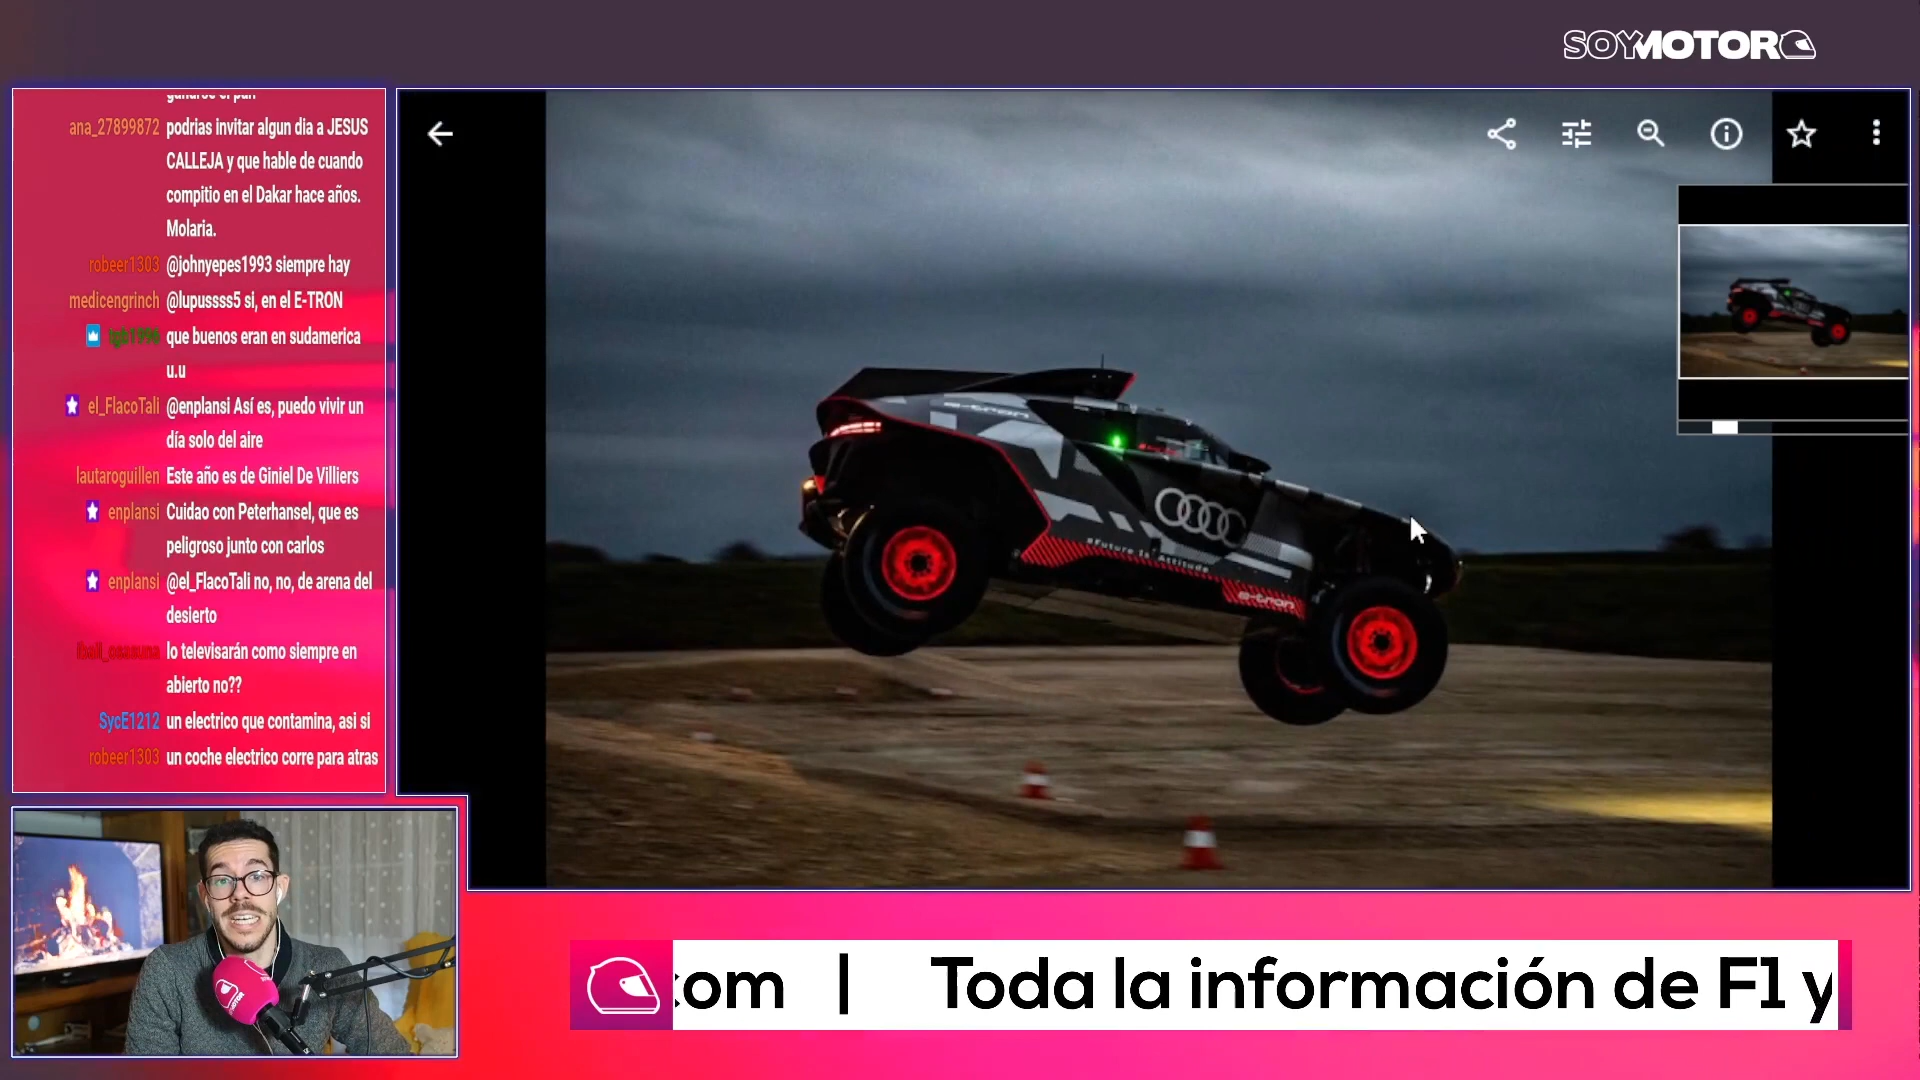 SOYMOTOR
ganarse el pan
ana_27899872 podrias invitar algun dia a JESUS
CALLEJA y que hable de cuando
compitio en el Dakar hace años.
Molaria.
robeer1303 @johnyepes1993 siempre hay
medicengrinch @lupussss5 si, en el E-TRON
que buenos eran en sudamerica
u.u
el_FlacoTali @enplansi Así es, puedo vivir un
día solo del aire
lautaroguillen Este año es de Giniel De Villiers
enplansi Cuidao con Peterhansel, que es
peligroso junto con carlos
enplansi @el_FlacoTali no, no, de arena del
desierto
lo televisarán como siempre en
abierto no??
SycE1212 un electrico que contamina, asi si
robeer1303 un coche electrico corre para atras
e-tron
#Future Is Attitude
e-tron
.com | Toda la información de F1 y